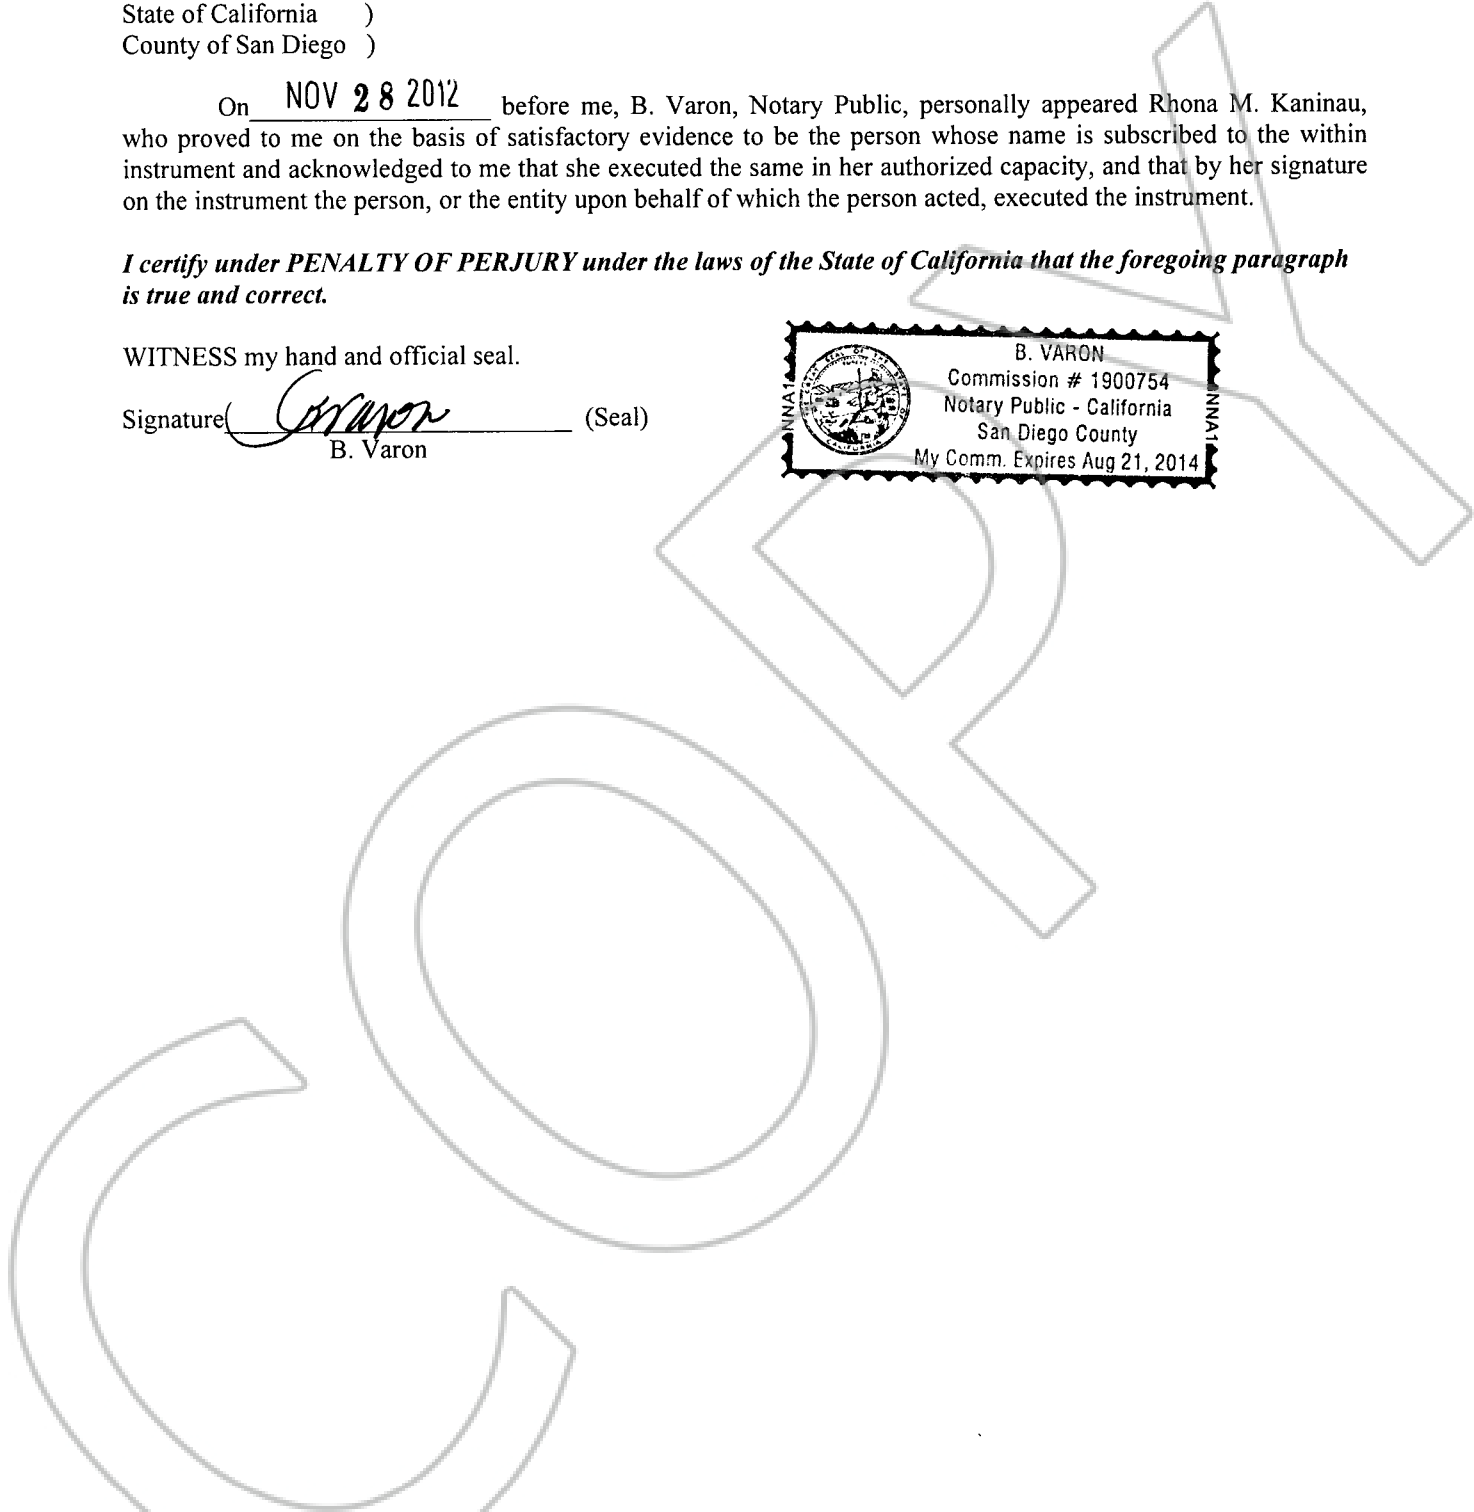 State of California )
County of San Diego )
On NOV 28 2012 before me, B. Varon, Notary Public, personally appeared Rhona M. Kaninau,
who proved to me on the basis of satisfactory evidence to be the person whose name is subscribed to the within
instrument and acknowledged to me that she executed the same in her authorized capacity, and that by her signature
on the instrument the person, or the entity upon behalf of which the person acted, executed the instrument.
I certify under PENALTY OF PERJURY under the laws of the State of California that the foregoing paragraph
is true and correct.
WITNESS my hand and official seal.
Signature BVaron (Seal)
B. Varon
B. VARON
Commission # 1900754
Notary Public - California
San Diego County
My Comm. Expires Aug 21, 2014
NNA1
NNA1
COPY